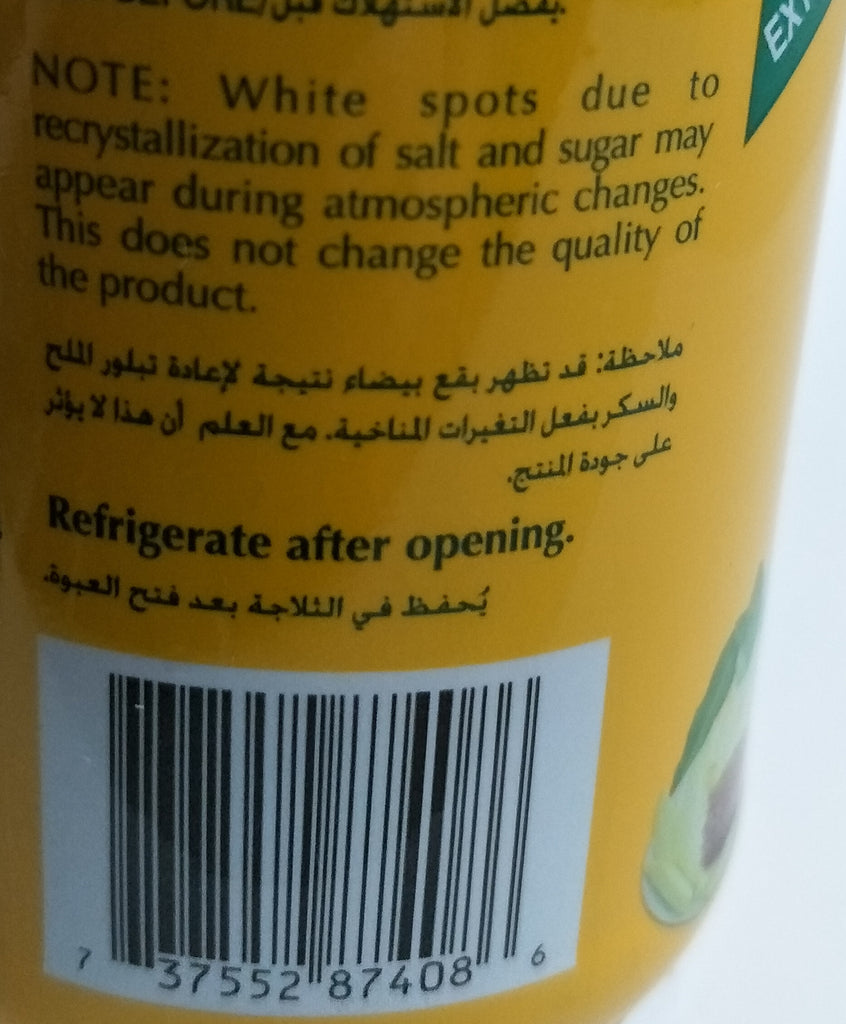 يفضل الاستهلاك قبل/
NOTE: White spots due to
recrystallization of salt and sugar may
appear during atmospheric changes.
This does not change the quality of
the product.
ملاحظة: قد تظهر بقع بيضاء نتيجة لإعادة تبلور الملح
والسكر بفعل التغيرات المناخية. مع العلم أن هذا لا يؤثر
على جودة المنتج.
Refrigerate after opening.
يُحفظ في الثلاجة بعد فتح العبوة.
7 37552 87408 6